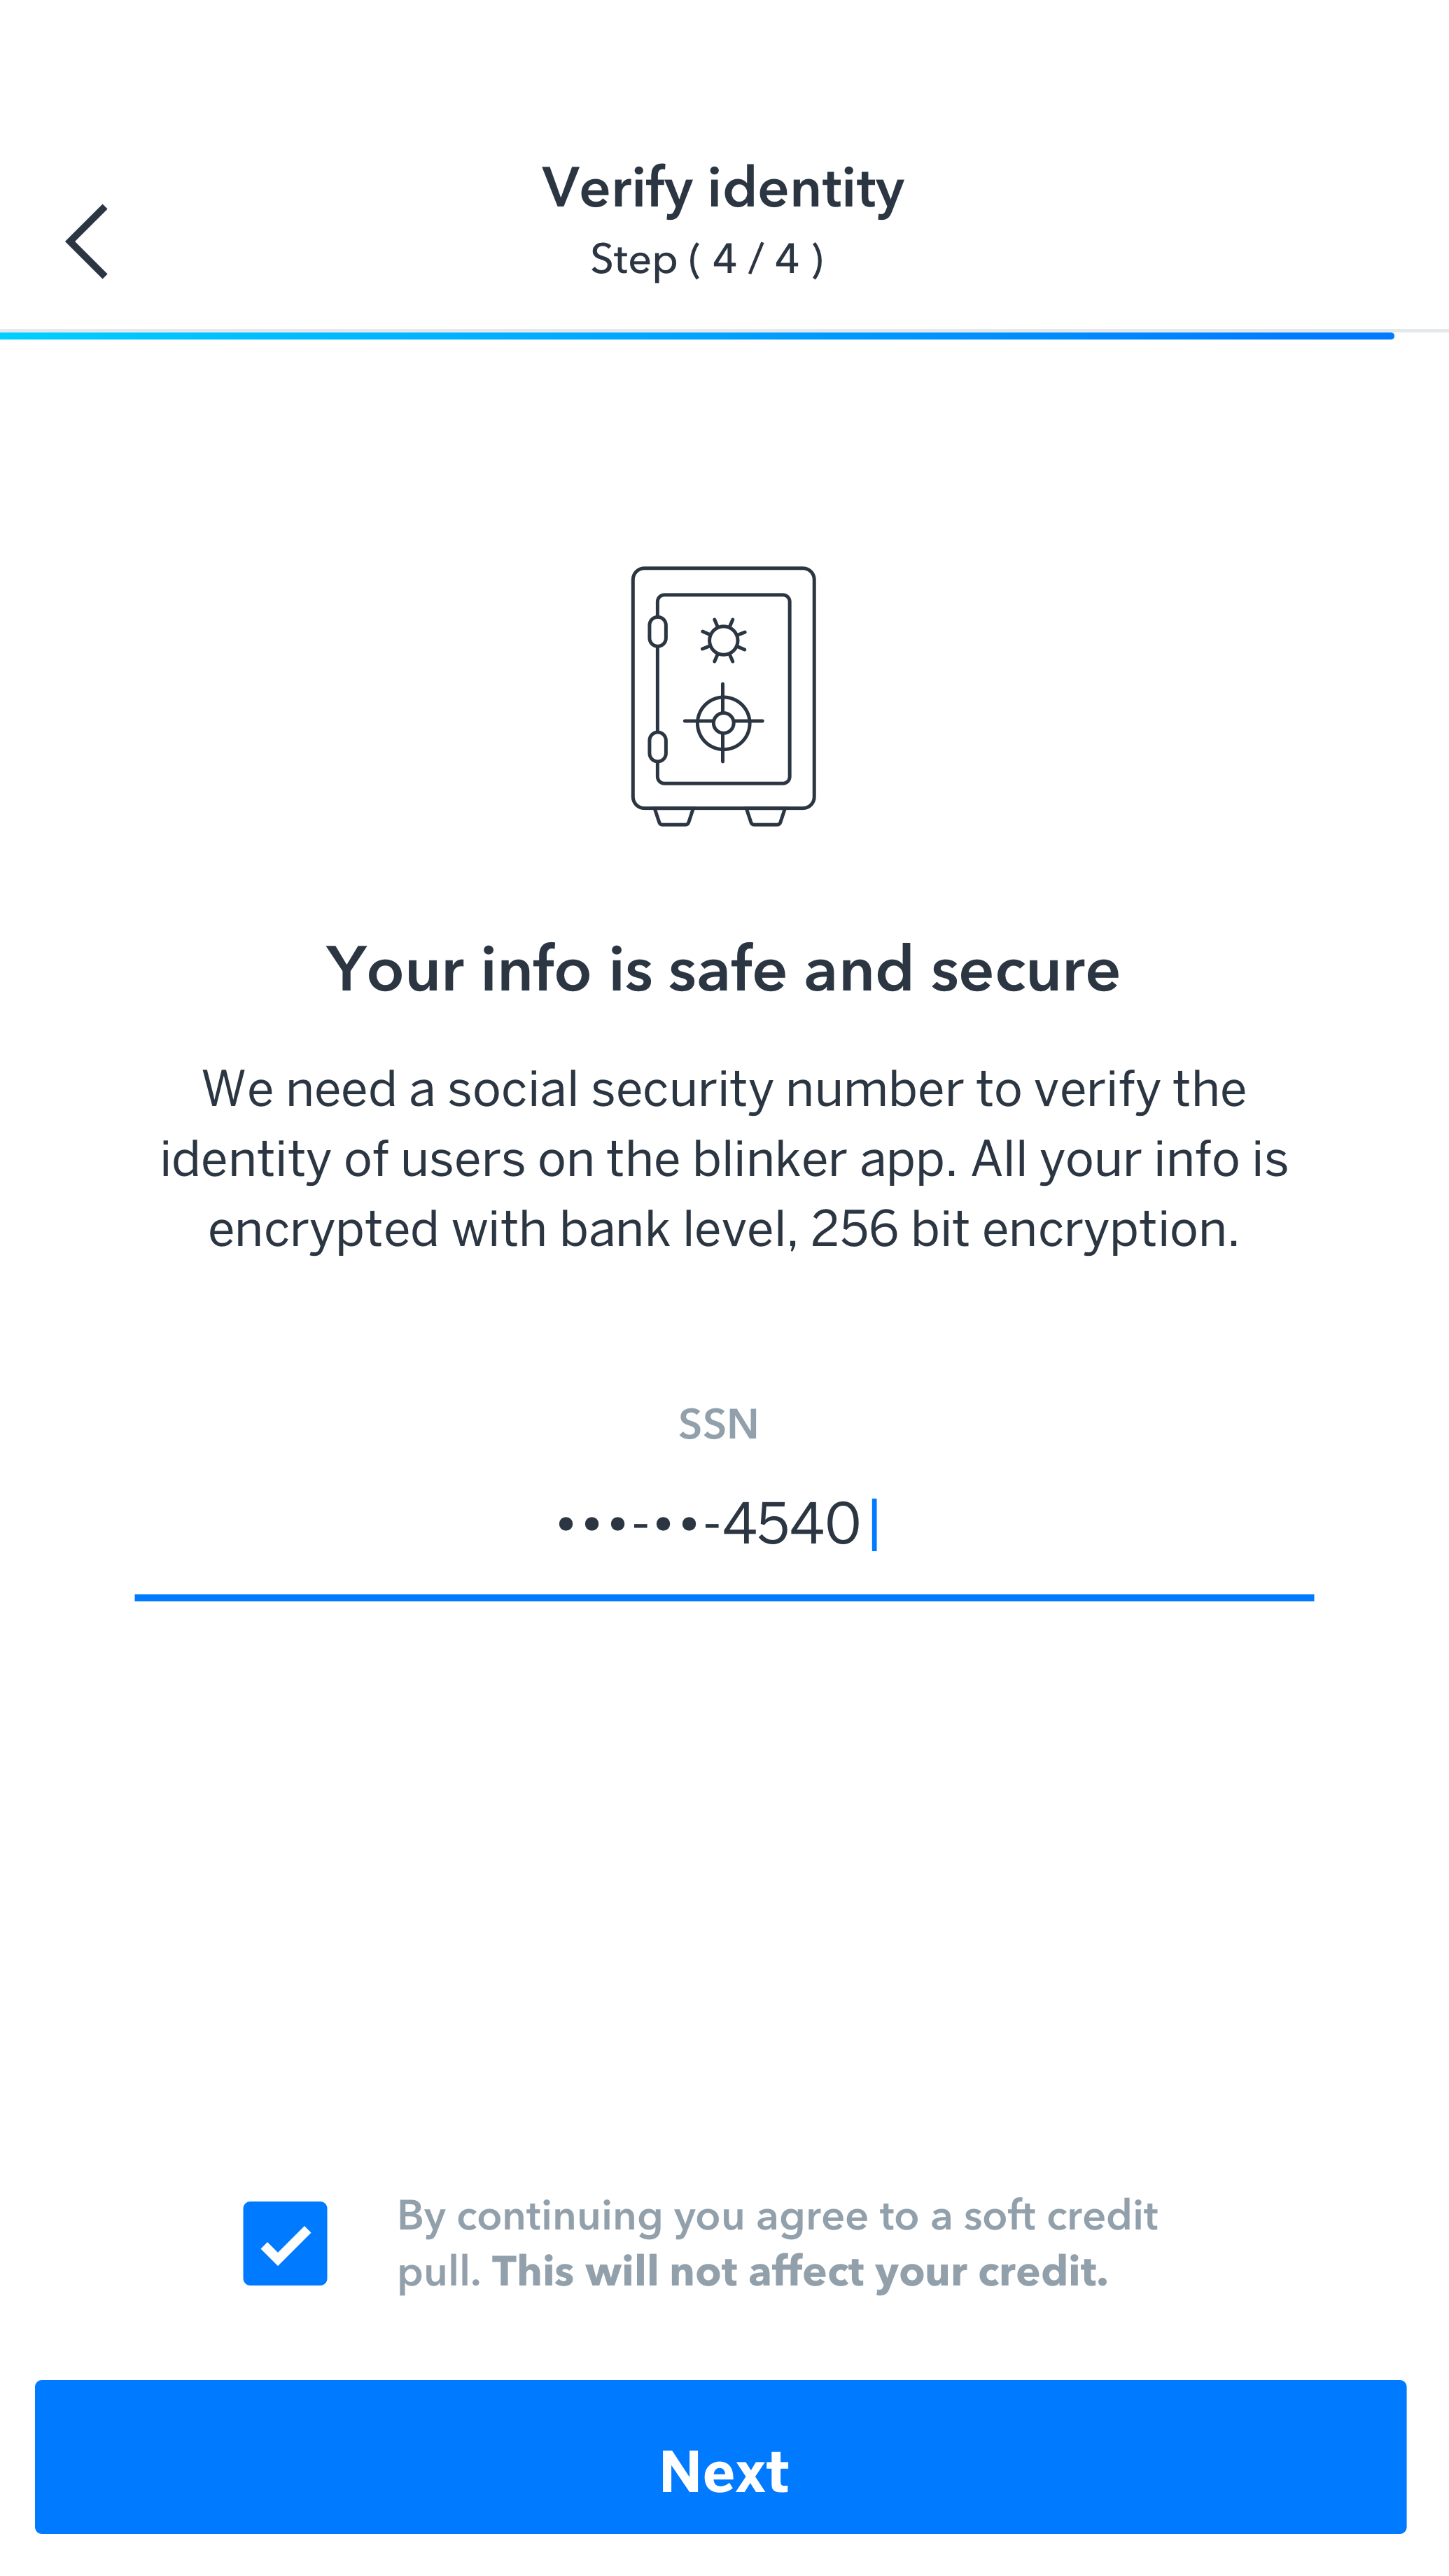 Verify identity
Step ( 4 / 4 )
Your info is safe and secure
We need a social security number to verify the
identity of users on the blinker app. All your info is
encrypted with bank level, 256 bit encryption.
SSN
•••-••-4540
By continuing you agree to a soft credit
pull. This will not affect your credit.
Next